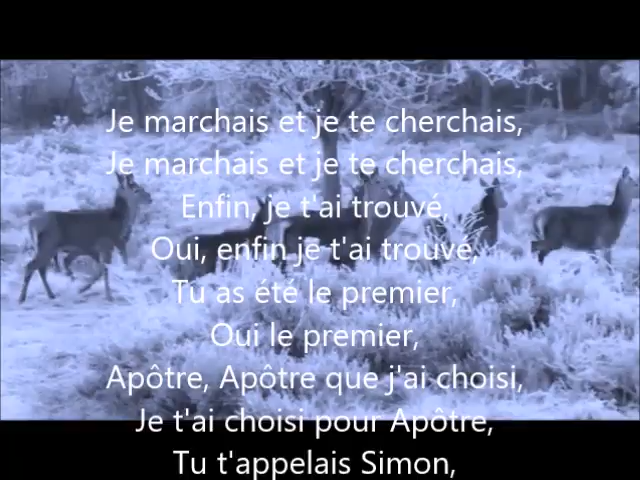 Je marchais et je te cherchais,
Je marchais et je te cherchais,
Enfin, je t'ai trouvé,
Oui, enfin je t'ai trouvé,
Tu as été le premier,
Oui le premier,
Apôtre, Apôtre que j'ai choisi,
Je t'ai choisi pour Apôtre,
Tu t'appelais Simon,